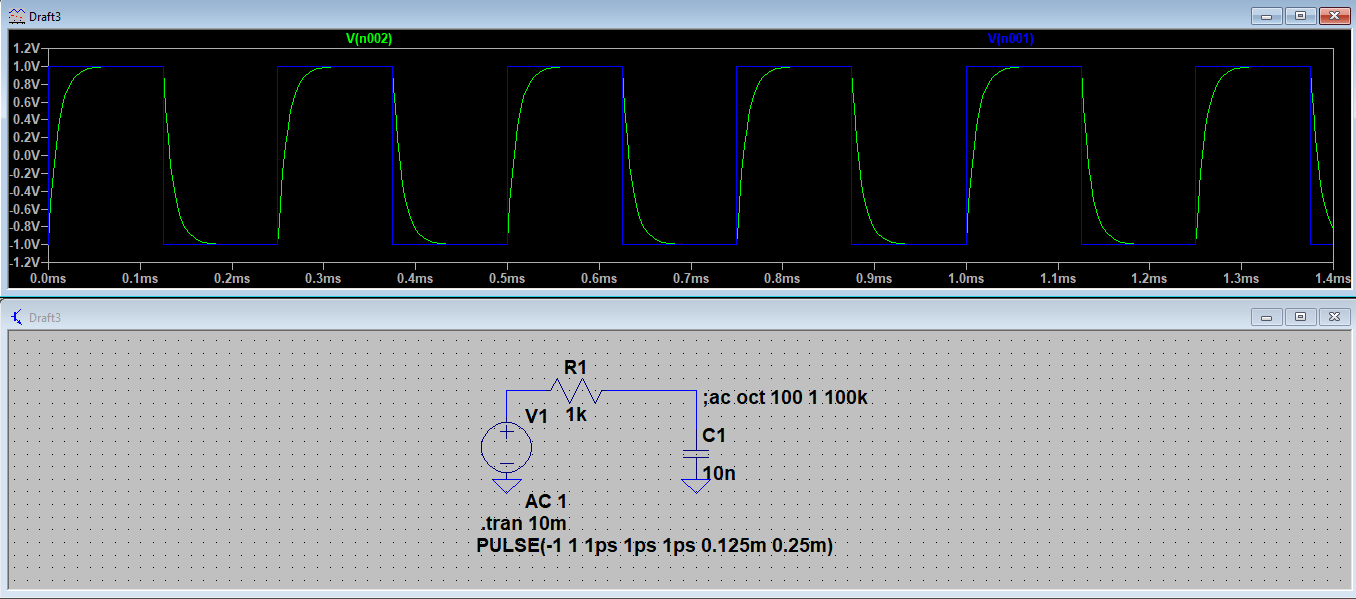 Draft3
V(n002) V(n001)
1.2V
1.0V
0.8V
0.6V
0.4V
0.2V
0.0V
-0.2V
-0.4V
-0.6V
-0.8V
-1.0V
-1.2V
0.0ms 0.1ms 0.2ms 0.3ms 0.4ms 0.5ms 0.6ms 0.7ms 0.8ms 0.9ms 1.0ms 1.1ms 1.2ms 1.3ms 1.4ms
Draft3
R1
;ac oct 100 1 100k
V1 1k
C1
10n
AC 1
.tran 10m
PULSE(-1 1 1ps 1ps 1ps 0.125m 0.25m)